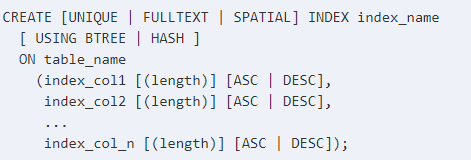 CREATE [UNIQUE | FULLTEXT | SPATIAL] INDEX index_name
  [ USING BTREE | HASH ]
  ON table_name
    (index_col1 [(length)] [ASC | DESC],
     index_col2 [(length)] [ASC | DESC],
     ...
     index_col_n [(length)] [ASC | DESC]);